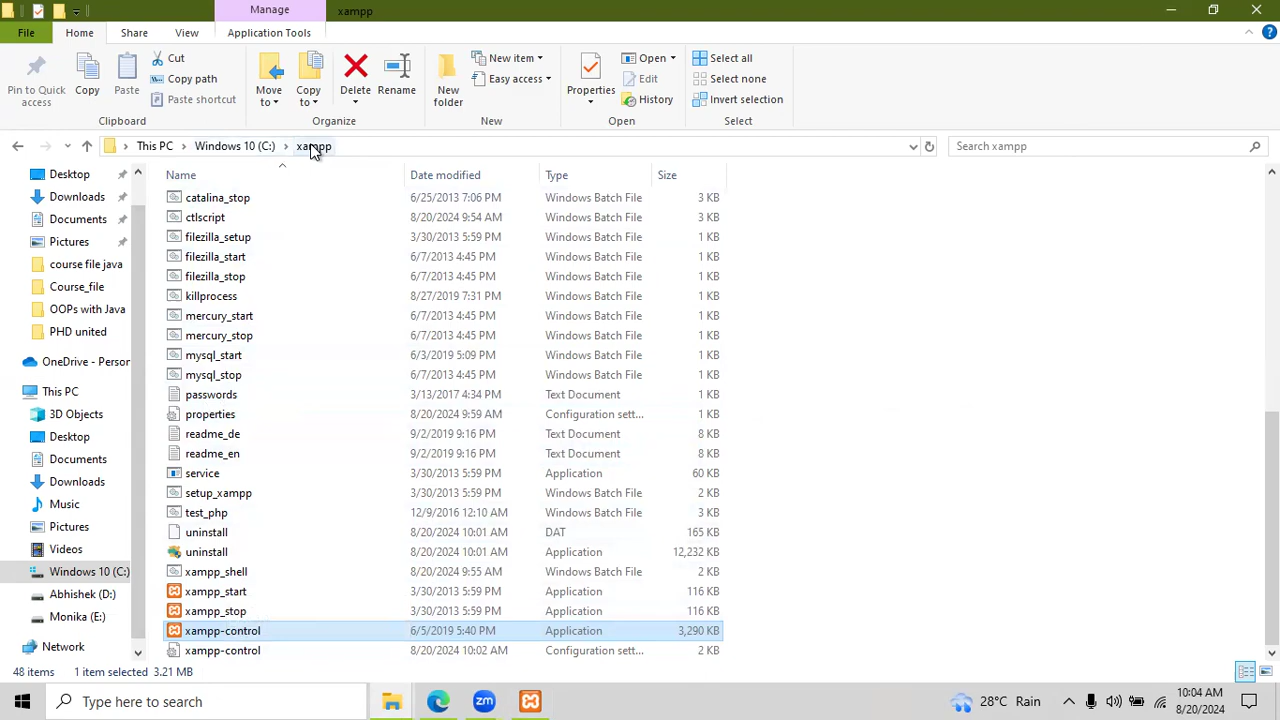 Manage
xampp
File
Home
Share
View
Application Tools
Pin to Quick access
Copy
Paste
Cut
Copy path
Paste shortcut
Move to
Copy to
Delete
Rename
New folder
New item
Easy access
Properties
Open
Edit
History
Select all
Select none
Invert selection
Clipboard
Organize
New
Open
Select
This PC
Windows 10 (C:)
xampp
Search xampp
Desktop
Downloads
Documents
Pictures
course file java
Course_file
OOPs with Java
PHD united
OneDrive - Person
This PC
3D Objects
Desktop
Documents
Downloads
Music
Pictures
Videos
Windows 10 (C:)
Abhishek (D:)
Monika (E:)
Network
Name Date modified Type Size
catalina_stop 6/25/2013 7:06 PM Windows Batch File 3 KB
ctlscript 8/20/2024 9:54 AM Windows Batch File 3 KB
filezilla_setup 3/30/2013 5:59 PM Windows Batch File 1 KB
filezilla_start 6/7/2013 4:45 PM Windows Batch File 1 KB
filezilla_stop 6/7/2013 4:45 PM Windows Batch File 1 KB
killprocess 8/27/2019 7:31 PM Windows Batch File 1 KB
mercury_start 6/7/2013 4:45 PM Windows Batch File 1 KB
mercury_stop 6/7/2013 4:45 PM Windows Batch File 1 KB
mysql_start 6/3/2019 5:09 PM Windows Batch File 1 KB
mysql_stop 6/7/2013 4:45 PM Windows Batch File 1 KB
passwords 3/13/2017 4:34 PM Text Document 1 KB
properties 8/20/2024 9:59 AM Configuration sett... 1 KB
readme_de 9/2/2019 9:16 PM Text Document 8 KB
readme_en 9/2/2019 9:16 PM Text Document 8 KB
service 3/30/2013 5:59 PM Application 60 KB
setup_xampp 3/30/2013 5:59 PM Windows Batch File 2 KB
test_php 12/9/2016 12:10 AM Windows Batch File 3 KB
uninstall 8/20/2024 10:01 AM DAT 165 KB
uninstall 8/20/2024 10:01 AM Application 12,232 KB
xampp_shell 8/20/2024 9:55 AM Windows Batch File 2 KB
xampp_start 3/30/2013 5:59 PM Application 116 KB
xampp_stop 3/30/2013 5:59 PM Application 116 KB
xampp-control 6/5/2019 5:40 PM Application 3,290 KB
xampp-control 8/20/2024 10:02 AM Configuration sett... 2 KB
48 items 1 item selected 3.21 MB
Type here to search
zm
28°C Rain
10:04 AM
8/20/2024